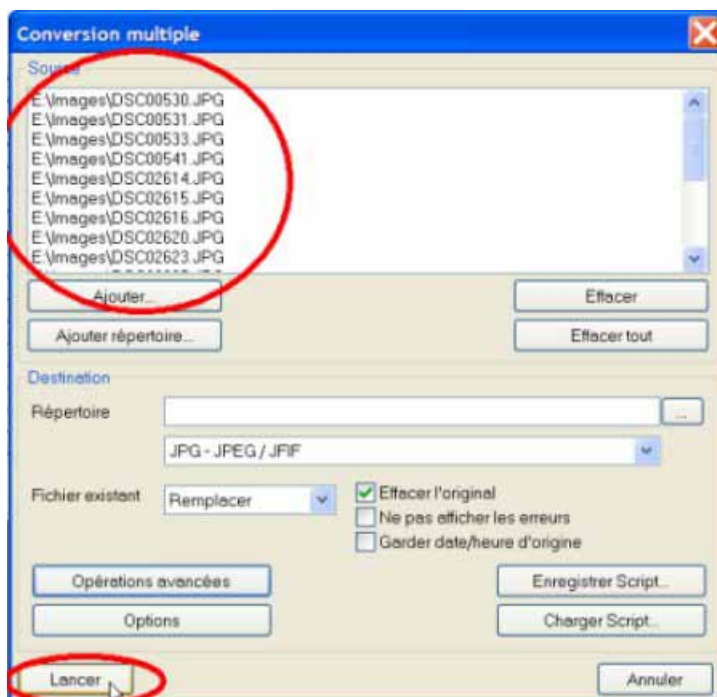 Conversion multiple
Source
E:\Images\DSC00530.JPG
E:\Images\DSC00531.JPG
E:\Images\DSC00533.JPG
E:\Images\DSC00541.JPG
E:\Images\DSC02614.JPG
E:\Images\DSC02615.JPG
E:\Images\DSC02616.JPG
E:\Images\DSC02620.JPG
E:\Images\DSC02623.JPG
Ajouter... Effacer
Ajouter répertoire... Effacer tout
Destination
Répertoire ...
JPG - JPEG / JFIF
Fichier existant Remplacer Effacer l'original
Ne pas afficher les erreurs
Garder date/heure d'origine
Opérations avancées Enregistrer Script...
Options Charger Script...
Lancer Annuler